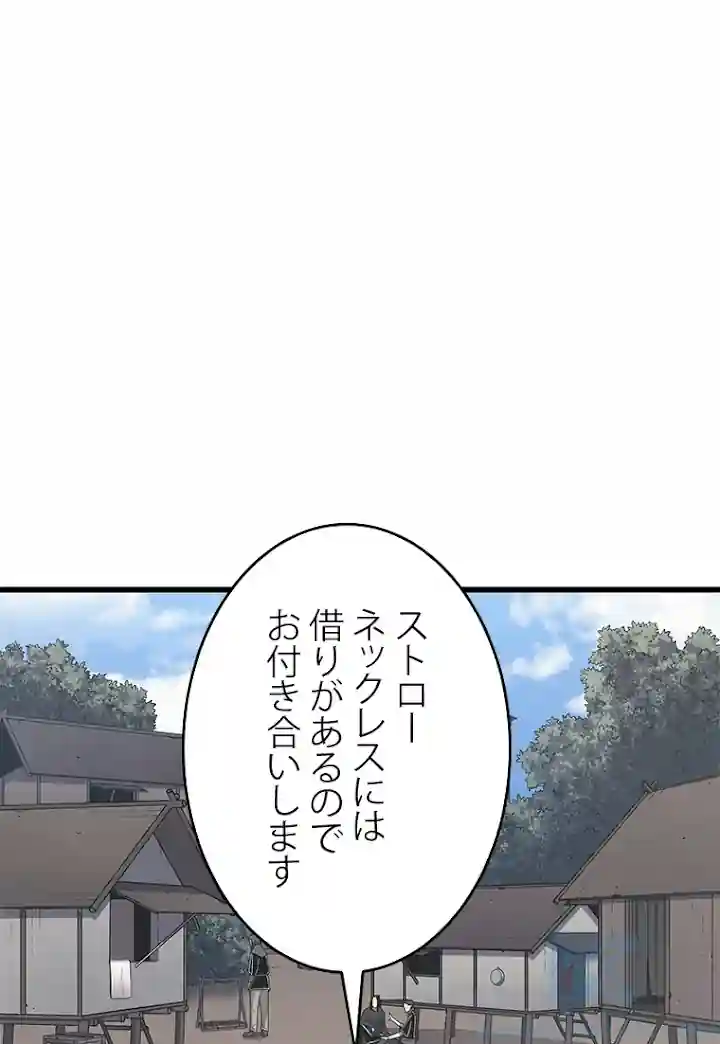 ストロー
ネックレスには
借りがあるので
お付き合いします